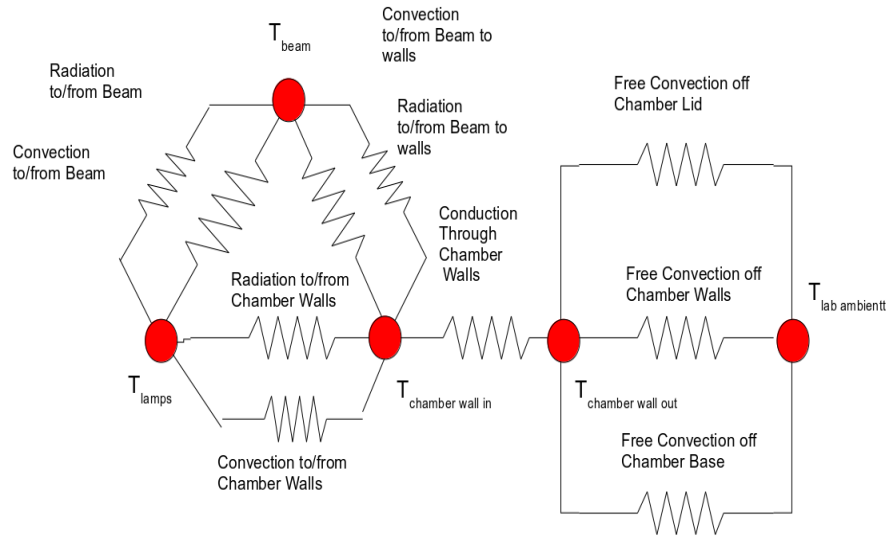 T beam
Convection
to/from Beam to
walls
Radiation
to/from Beam
Radiation
to/from Beam to
walls
Convection
to/from Beam
Free Convection off
Chamber Lid
Conduction
Through
Chamber
Walls
Radiation to/from
Chamber Walls
Free Convection off
Chamber Walls
T lab ambientt
T lamps
T chamber wall in
T chamber wall out
Convection to/from
Chamber Walls
Free Convection off
Chamber Base